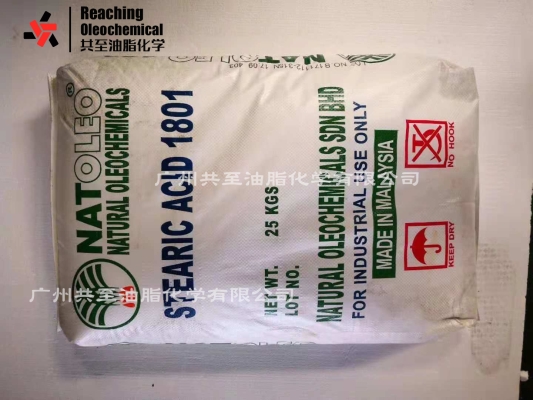 Reaching
Oleochemical
共至油脂化学
NATOLEO®
NATURAL OLEOCHEMICALS
STEARIC ACID 1801
NET WT. 25 KGS
LOT NO.
NATURAL OLEOCHEMICALS SDN BHD
FOR INDUSTRIAL USE ONLY
MADE IN MALAYSIA
NO HOOK
KEEP DRY
NATOLEO
广州共至油脂化学有限公司
广州共至油脂化学有限公司